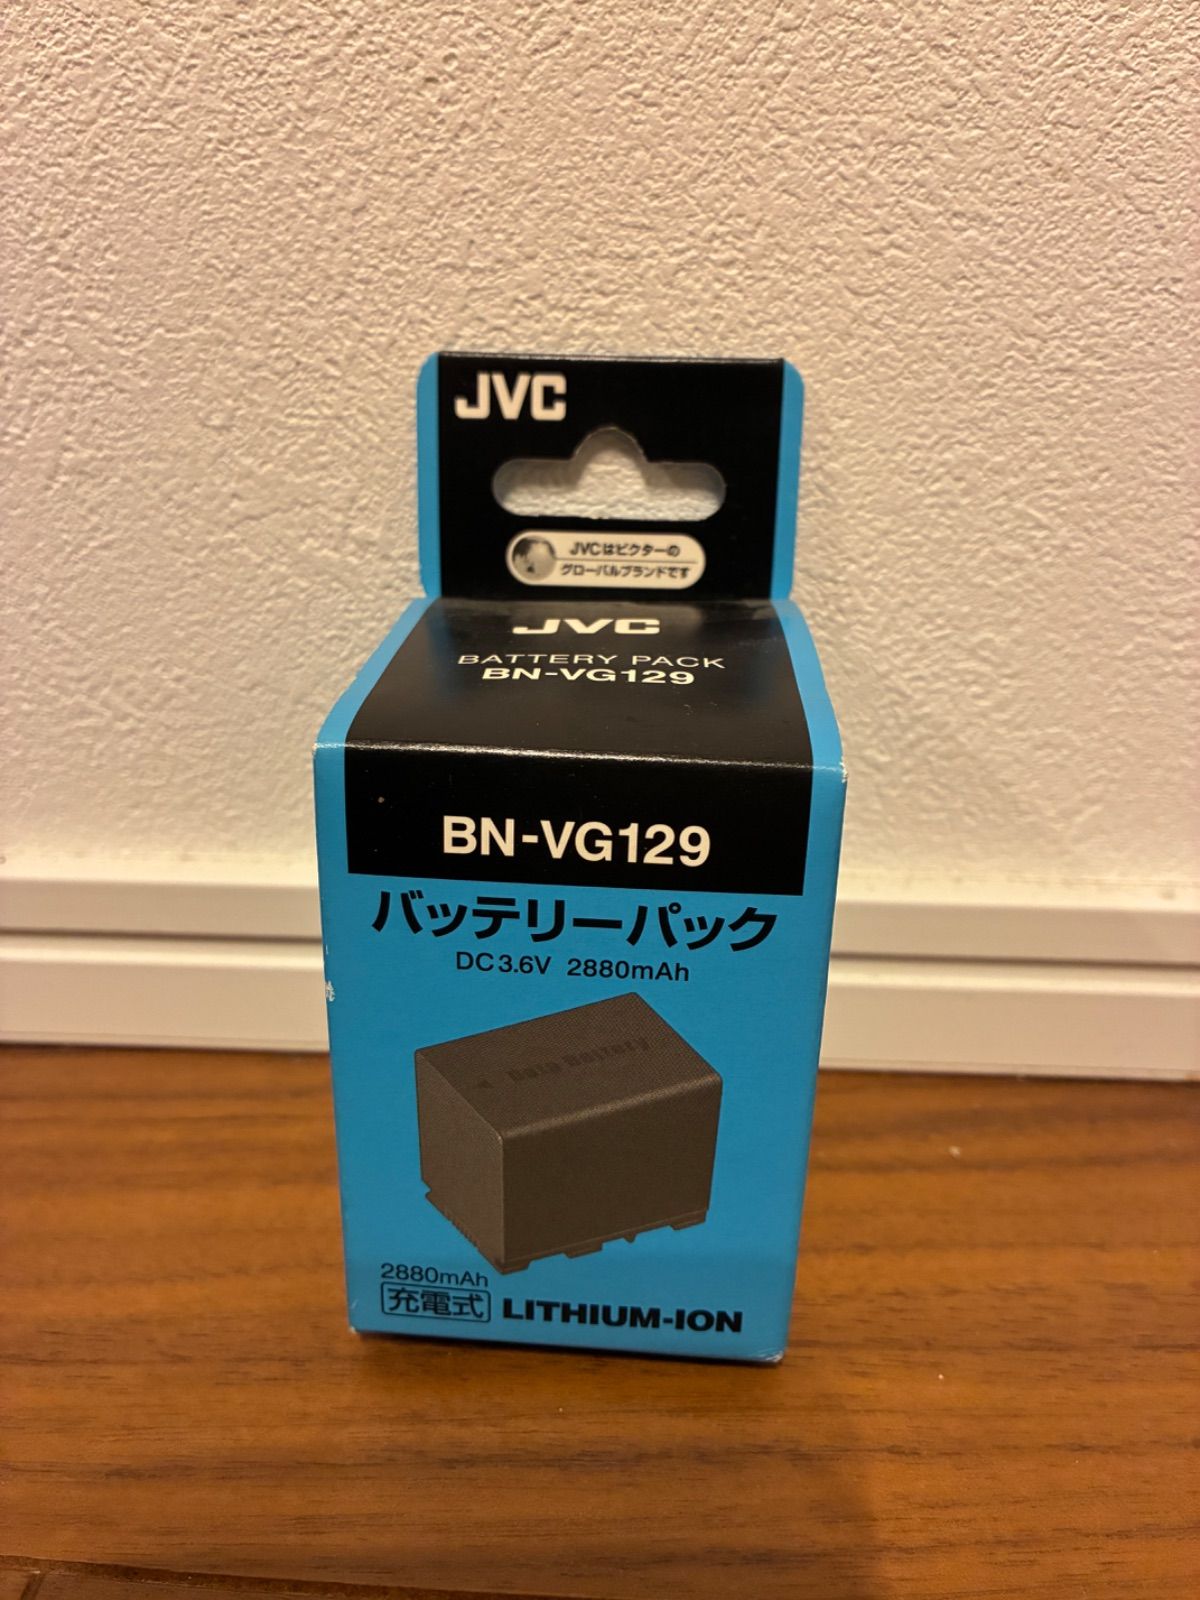 JVC
JVCはビクターの
グローバルブランドです
JVC
BATTERY PACK
BN-VG129
BN-VG129
バッテリーパック
DC3.6V 2880mAh
Data Battery
2880mAh
充電式 LITHIUM-ION